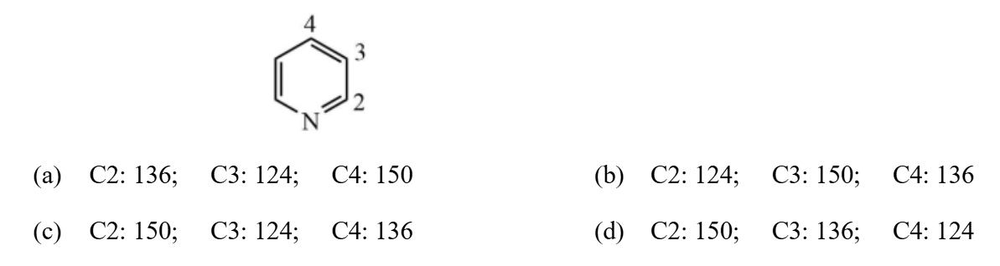 4
3
2
N
(a) C2: 136; C3: 124; C4: 150
(b) C2: 124; C3: 150; C4: 136
(c) C2: 150; C3: 124; C4: 136
(d) C2: 150; C3: 136; C4: 124